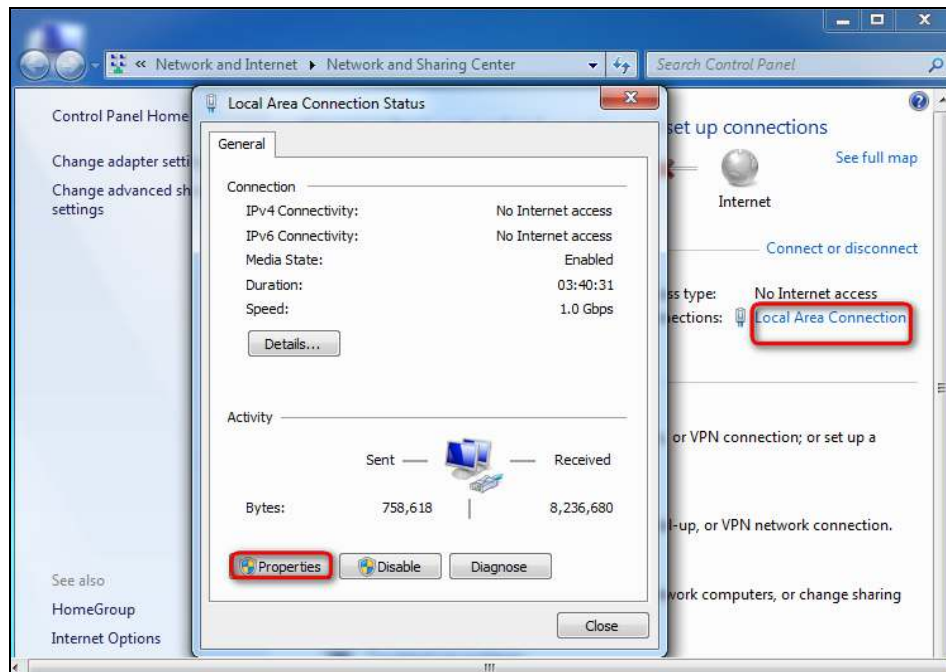 « Network and Internet ▸ Network and Sharing Center
Search Control Panel
Control Panel Home
Change adapter setti
Change advanced sh
settings
See also
HomeGroup
Internet Options
Local Area Connection Status
General
Connection
IPv4 Connectivity: No Internet access
IPv6 Connectivity: No Internet access
Media State: Enabled
Duration: 03:40:31
Speed: 1.0 Gbps
Details...
Activity
Sent Received
Bytes: 758,618 8,236,680
Properties Disable Diagnose
Close
set up connections
See full map
Internet
Connect or disconnect
ss type: No Internet access
ections: Local Area Connection
or VPN connection; or set up a
l-up, or VPN network connection.
work computers, or change sharing